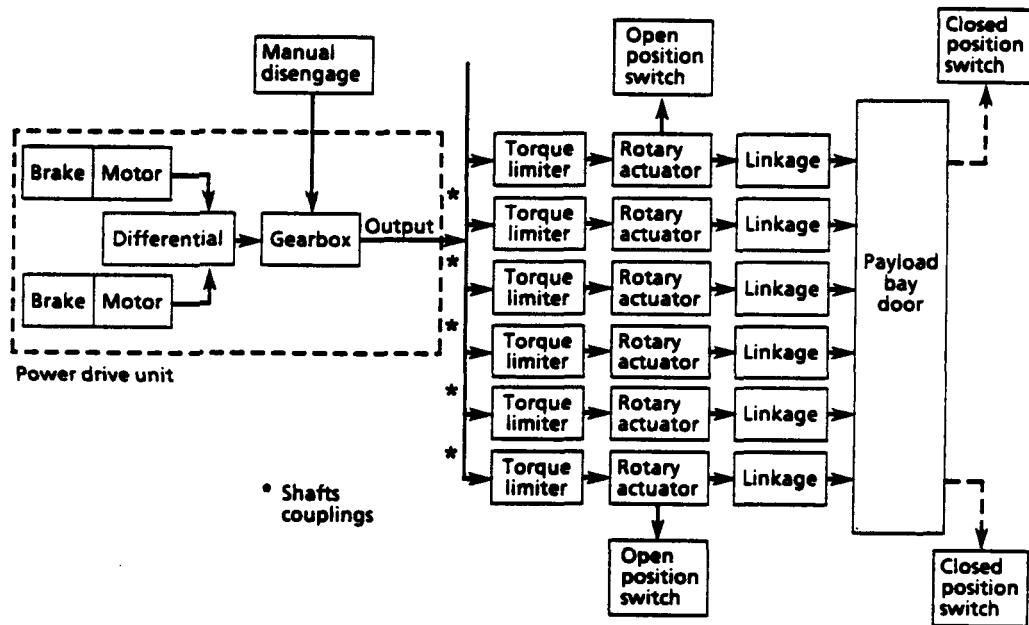 Manual
disengage
Open
position
switch
Closed
position
switch
Brake
Motor
Differential
Gearbox
Output
Brake
Motor
Power drive unit
*
*
*
*
*
* Shafts
couplings
Torque
limiter
Rotary
actuator
Linkage
Torque
limiter
Rotary
actuator
Linkage
Torque
limiter
Rotary
actuator
Linkage
Torque
limiter
Rotary
actuator
Linkage
Torque
limiter
Rotary
actuator
Linkage
Torque
limiter
Rotary
actuator
Linkage
Payload
bay
door
Open
position
switch
Closed
position
switch